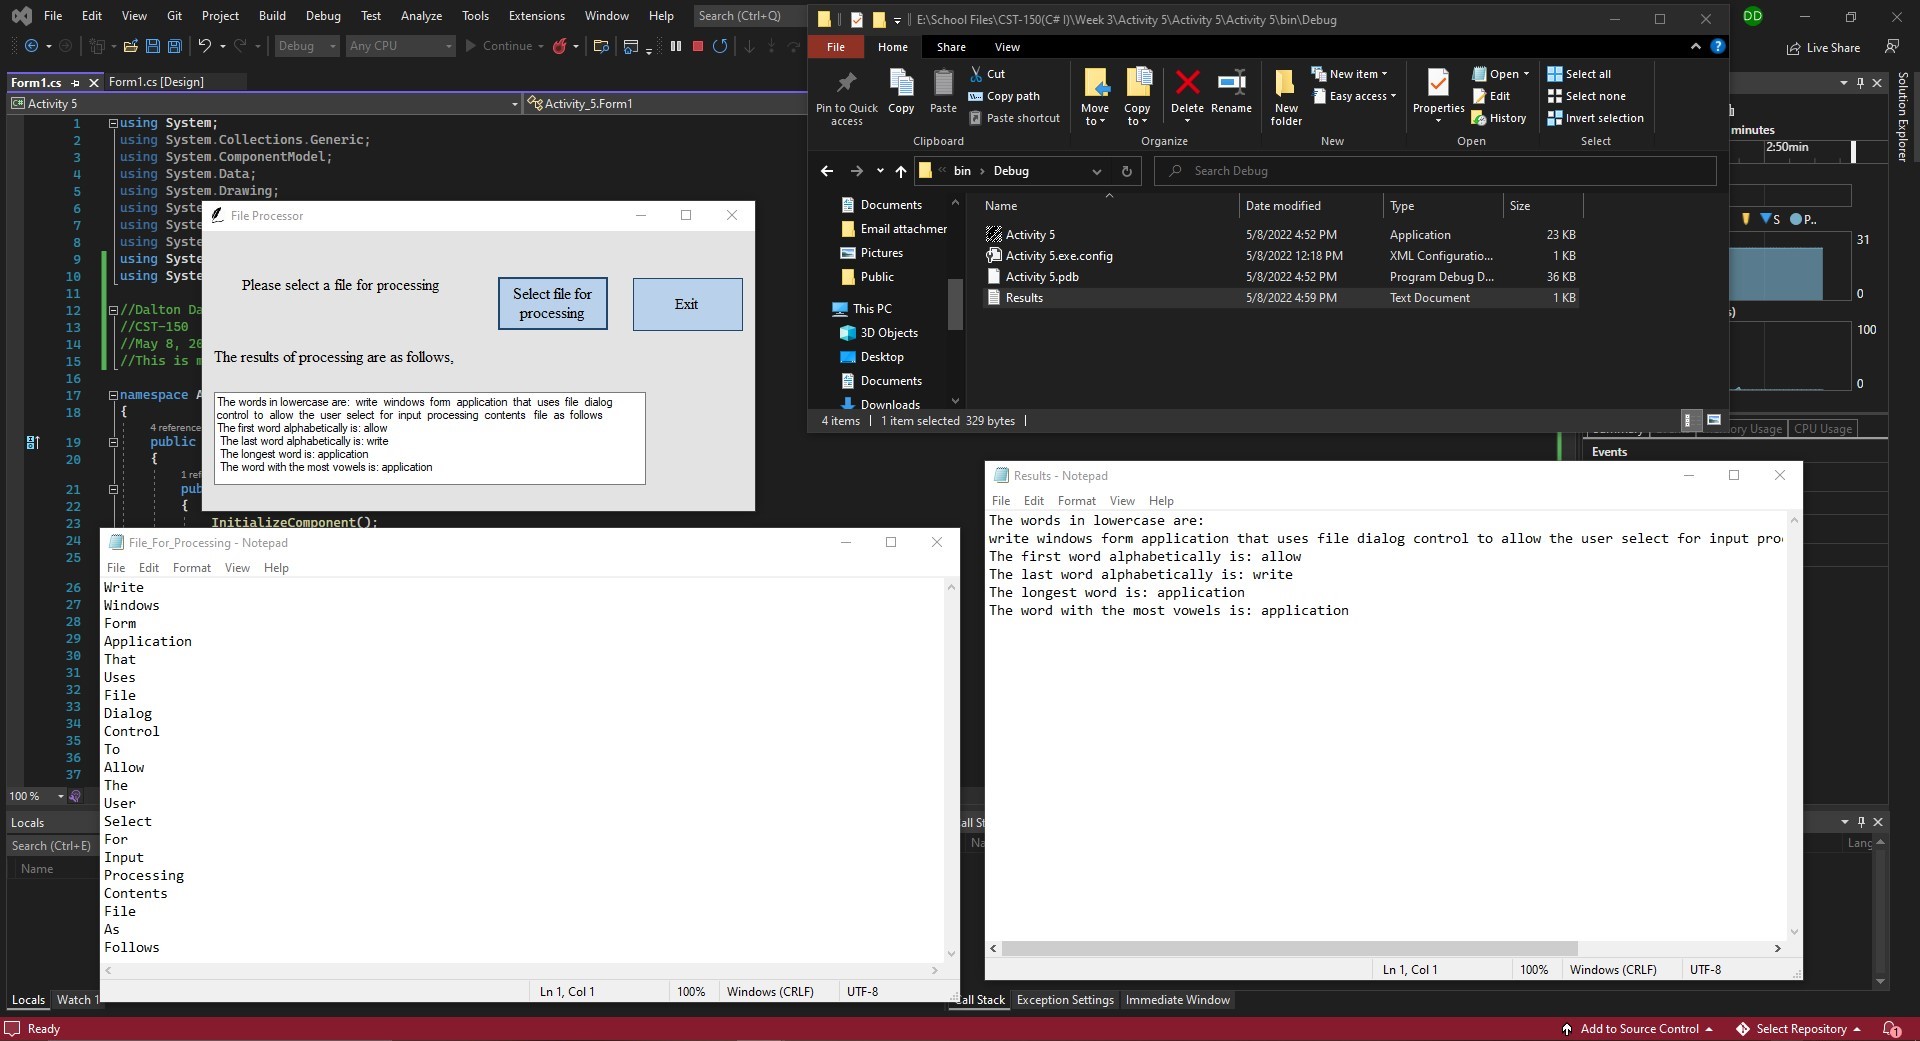 File Edit View Git Project Build Debug Test Analyze Tools Extensions Window Help Search (Ctrl+Q)
Debug Any CPU Continue
Live Share
DD
Form1.cs Form1.cs [Design]
Activity 5 Activity_5.Form1
1 using System;
2 using System.Collections.Generic;
3 using System.ComponentModel;
4 using System.Data;
5 using System.Drawing;
6 using Syste
7 using Syste
8 using Syste
9 using Syste
10 using Syste
11
12 //Dalton Da
13 //CST-150
14 //May 8, 20
15 //This is m
16
17 namespace A
18 {
4 reference
19 public
20 {
1 ref
21 pub
22 {
23 InitializeComponent();
24
25
26
27
28
29
30
31
32
33
34
35
36
37
100 %
Locals
Search (Ctrl+E)
Name
Locals Watch 1
File Processor
Please select a file for processing
Select file for
processing
Exit
The results of processing are as follows,
The words in lowercase are: write windows form application that uses file dialog
control to allow the user select for input processing contents file as follows
The first word alphabetically is: allow
The last word alphabetically is: write
The longest word is: application
The word with the most vowels is: application
File_For_Processing - Notepad
File Edit Format View Help
Write
Windows
Form
Application
That
Uses
File
Dialog
Control
To
Allow
The
User
Select
For
Input
Processing
Contents
File
As
Follows
Ln 1, Col 1 100% Windows (CRLF) UTF-8
E:\School Files\CST-150(C# I)\Week 3\Activity 5\Activity 5\Activity 5\bin\Debug
File Home Share View
Pin to Quick
access
Copy
Paste
Cut
Copy path
Paste shortcut
Clipboard
Move
to
Copy
to
Delete
Rename
Organize
New
folder
New item
Easy access
New
Properties
Open
Edit
History
Open
Select all
Select none
Invert selection
Select
bin Debug
Search Debug
Documents
Email attachmer
Pictures
Public
This PC
3D Objects
Desktop
Documents
Downloads
Name Date modified Type Size
Activity 5 5/8/2022 4:52 PM Application 23 KB
Activity 5.exe.config 5/8/2022 12:18 PM XML Configuratio... 1 KB
Activity 5.pdb 5/8/2022 4:52 PM Program Debug D... 36 KB
Results 5/8/2022 4:59 PM Text Document 1 KB
4 items 1 item selected 329 bytes
Solution Explorer
minutes
2:50min
S P..
31
0
100
0
ory Usage CPU Usage
Events
Results - Notepad
File Edit Format View Help
The words in lowercase are:
write windows form application that uses file dialog control to allow the user select for input pro
The first word alphabetically is: allow
The last word alphabetically is: write
The longest word is: application
The word with the most vowels is: application
Ln 1, Col 1 100% Windows (CRLF) UTF-8
all St
Na
Lang
Call Stack Exception Settings Immediate Window
Ready
Add to Source Control Select Repository 1